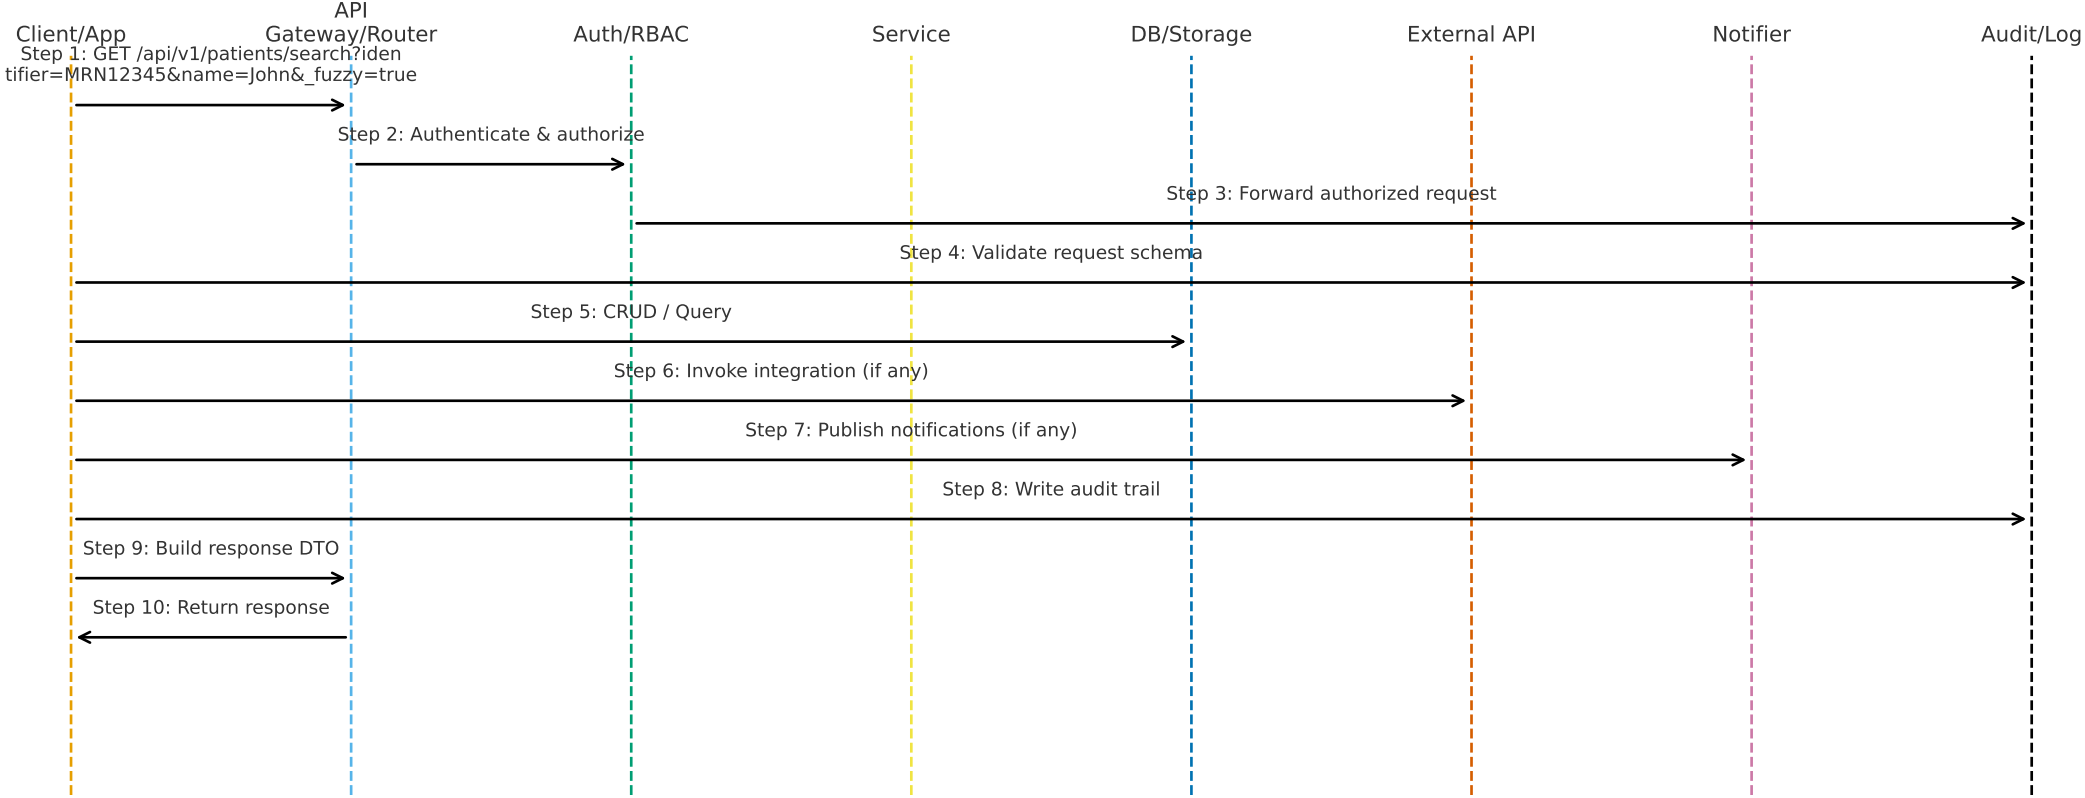 API
Client/App
Gateway/Router
Auth/RBAC
Service
DB/Storage
External API
Notifier
Audit/Log
Step 1: GET /api/v1/patients/search?iden
tifier=MRN12345&name=John&_fuzzy=true
Step 2: Authenticate & authorize
Step 3: Forward authorized request
Step 4: Validate request schema
Step 5: CRUD / Query
Step 6: Invoke integration (if any)
Step 7: Publish notifications (if any)
Step 8: Write audit trail
Step 9: Build response DTO
Step 10: Return response